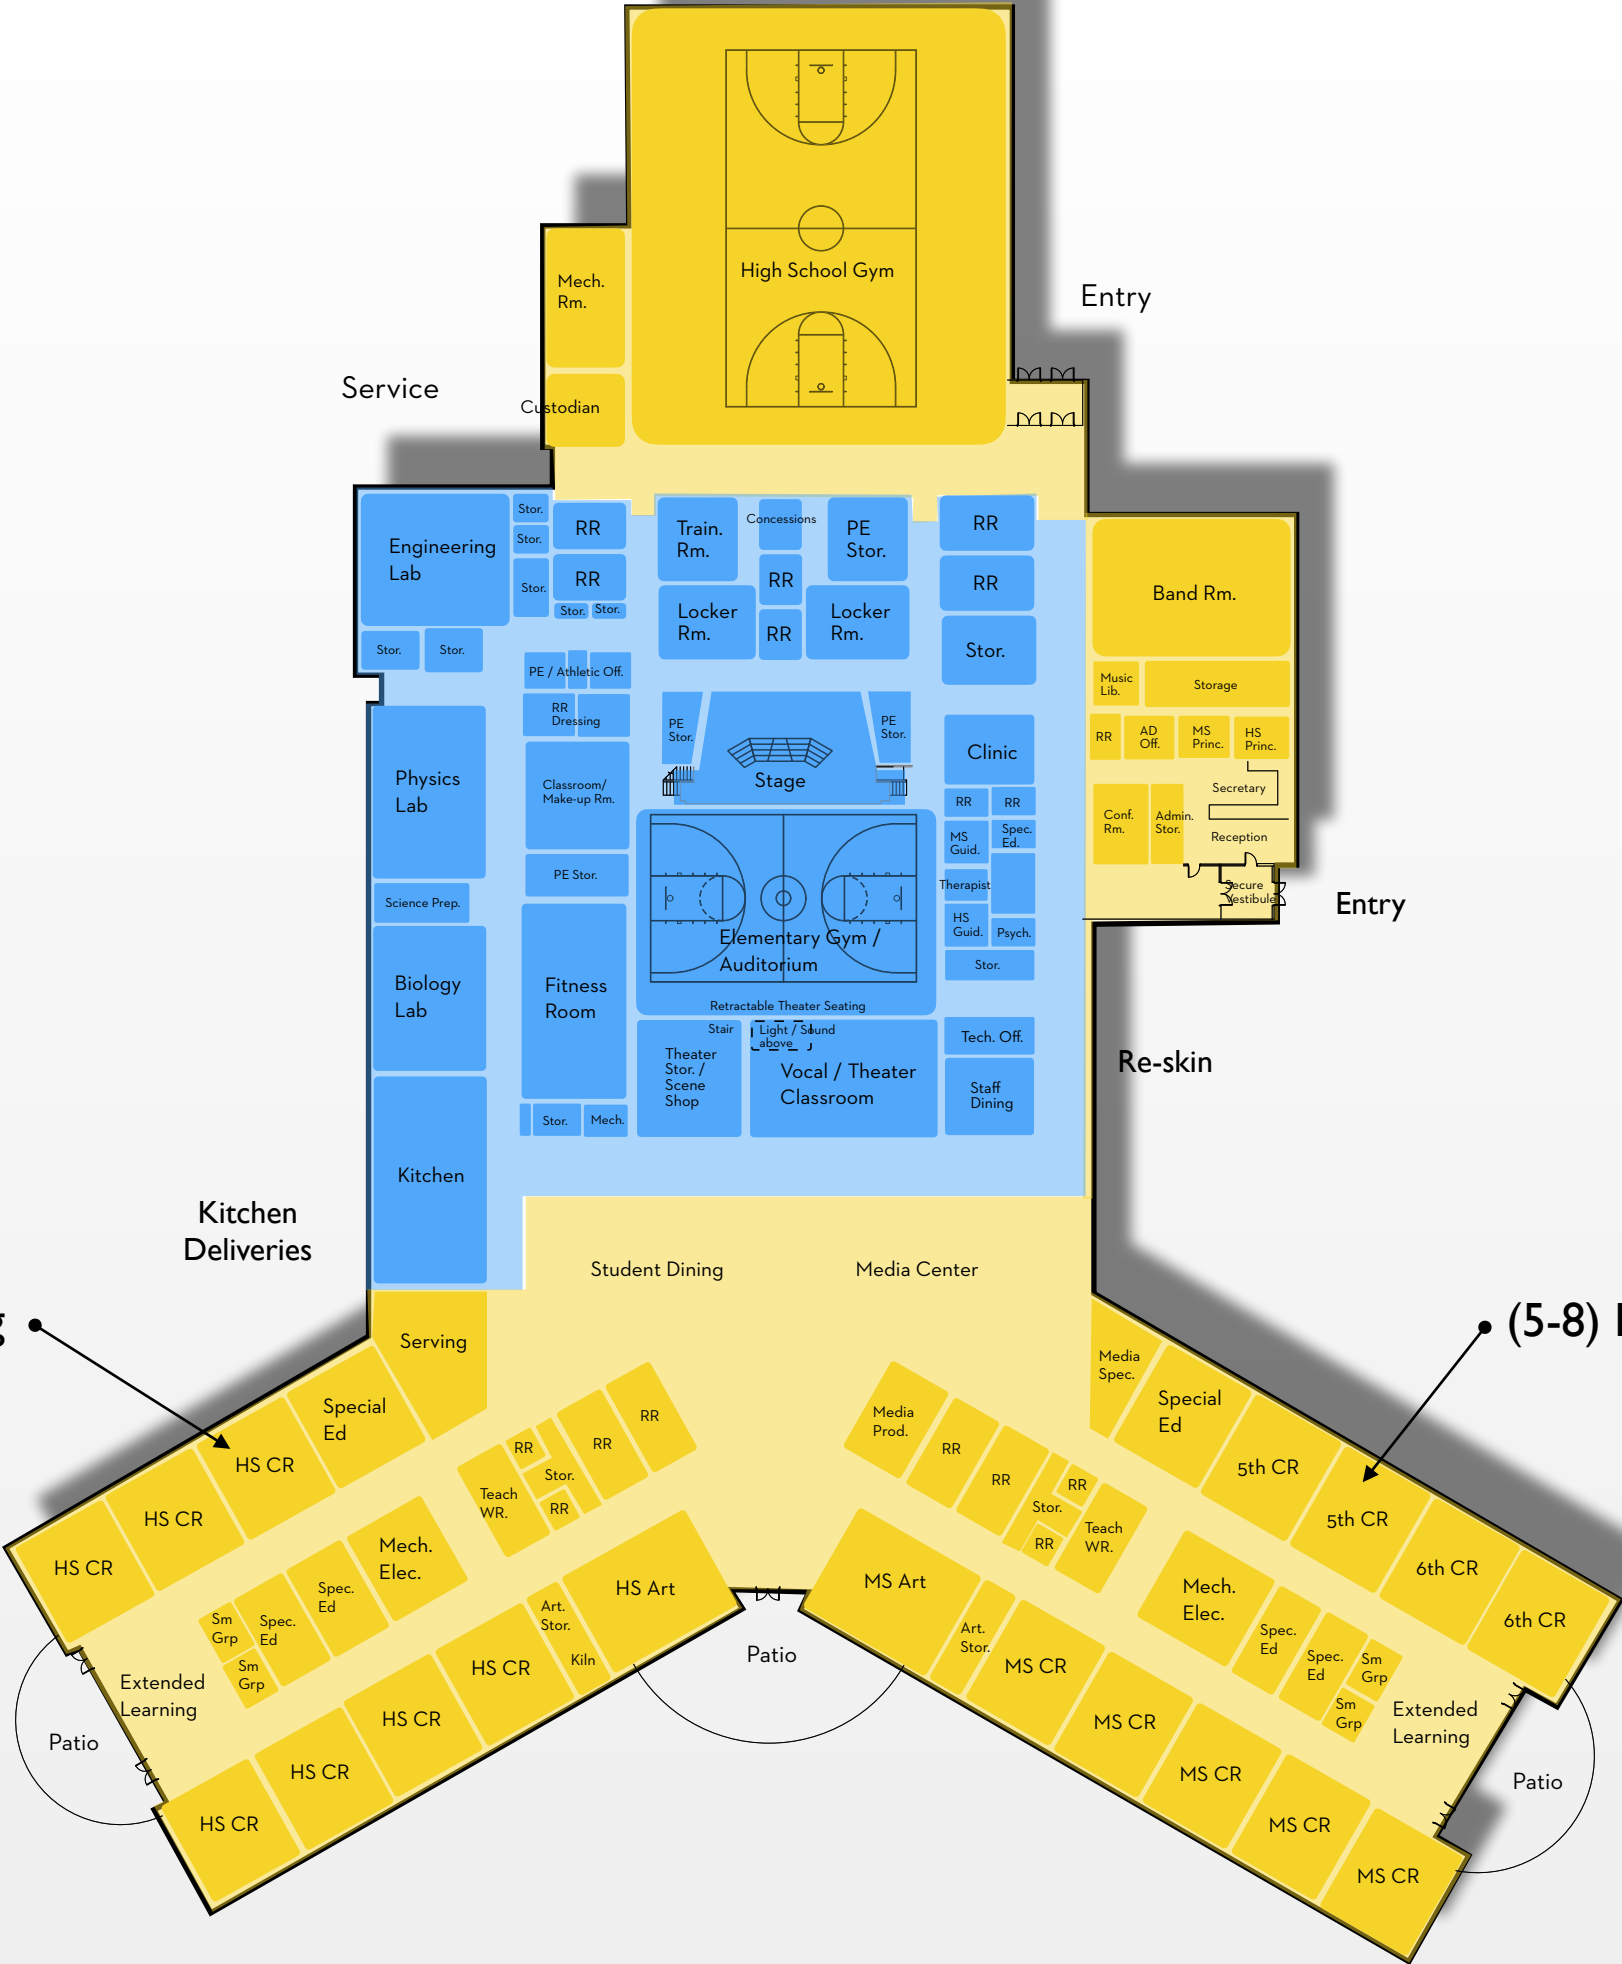 High School Gym
Mech.
Rm.
Entry
Service
Custodian
Engineering
Lab
Stor.
Stor.
Stor.
RR
RR
Stor.
Stor.
Train.
Rm.
Concessions
PE
Stor.
RR
RR
Locker
Rm.
Locker
Rm.
RR
RR
Stor.
Band Rm.
Stor.
Stor.
PE / Athletic Off.
RR
Dressing
PE
Stor.
PE
Stor.
Stage
Clinic
Music
Lib.
Storage
RR
AD
Off.
MS
Princ.
HS
Princ.
Secretary
Conf.
Rm.
Admin.
Stor.
Reception
Secure
Vestibule
Entry
Physics
Lab
Classroom/
Make-up Rm.
RR
RR
MS
Guid.
Spec.
Ed.
Therapist
HS
Guid.
Psych.
Stor.
PE Stor.
Science Prep.
Elementary Gym /
Auditorium
Retractable Theater Seating
Biology
Lab
Fitness
Room
Stair
Light / Sound
above
Theater
Stor. /
Scene
Shop
Vocal / Theater
Classroom
Tech. Off.
Staff
Dining
Re-skin
Stor.
Mech.
Kitchen
Kitchen
Deliveries
Student Dining
Media Center
g
(5-8)
Serving
Special
Ed
HS CR
HS CR
HS CR
RR
RR
RR
Stor.
RR
Teach
WR.
Mech.
Elec.
Spec.
Ed
Spec.
Ed
Sm
Grp
Sm
Grp
Extended
Learning
Patio
HS Art
Art.
Stor.
Kiln
HS CR
HS CR
HS CR
HS CR
Patio
Media
Spec.
Special
Ed
5th CR
5th CR
6th CR
6th CR
Media
Prod.
RR
RR
RR
Stor.
RR
Teach
WR.
Mech.
Elec.
Spec.
Ed
Spec.
Ed
Sm
Grp
Sm
Grp
Extended
Learning
Patio
MS Art
Art.
Stor.
MS CR
MS CR
MS CR
MS CR
MS CR